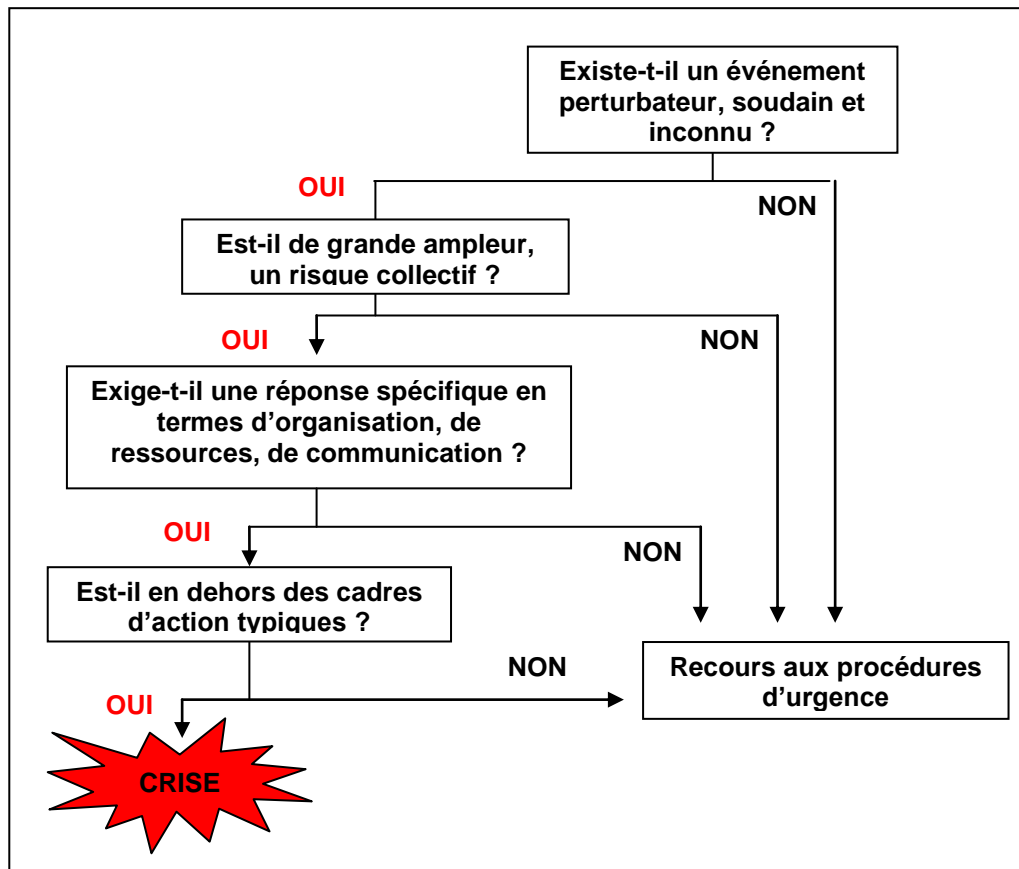 Existe-t-il un événement
perturbateur, soudain et
inconnu ?
OUI
NON
Est-il de grande ampleur,
un risque collectif ?
OUI
NON
Exige-t-il une réponse spécifique en
termes d’organisation, de
ressources, de communication ?
OUI
NON
Est-il en dehors des cadres
d’action typiques ?
NON
Recours aux procédures
d’urgence
OUI
CRISE